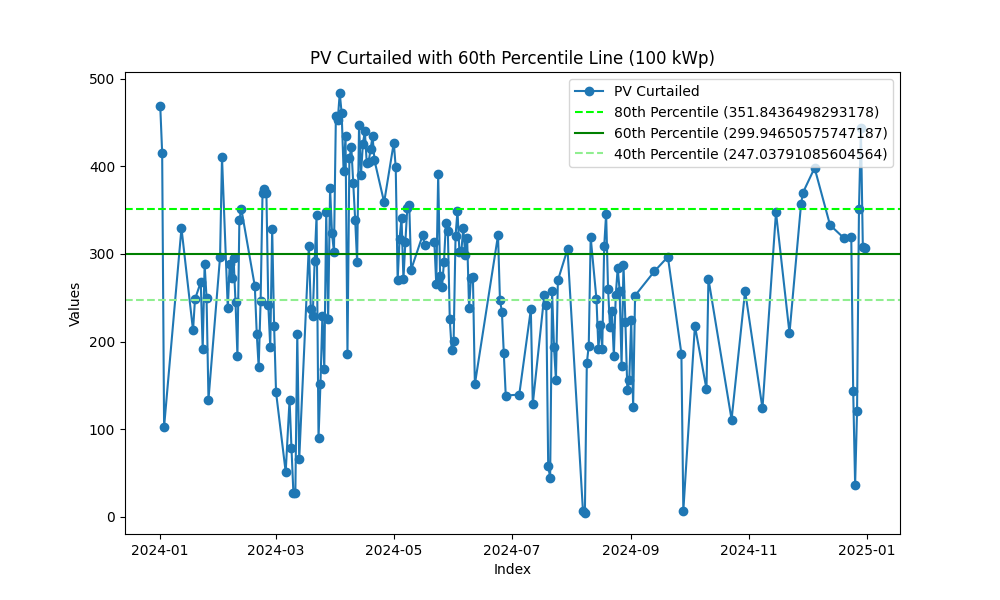 PV Curtailed with 60th Percentile Line (100 kWp)
PV Curtailed
80th Percentile (351.8436498293178)
60th Percentile (299.94650575747187)
40th Percentile (247.03791085604564)
Values
500
400
300
200
100
0
2024-01
2024-03
2024-05
2024-07
2024-09
2024-11
2025-01
Index